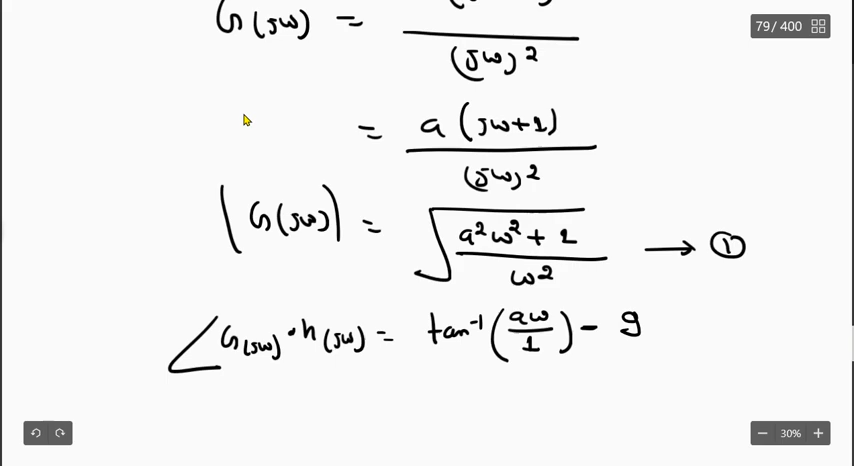 79 / 400
G(jω) =
(jω)²
= a (jω+1)
(jω)²
|G(jω)| = √ a²ω² + 1 → ①
ω²
∠G(jω)·h(jω) = tan⁻¹ (aω/1) - 9
30%